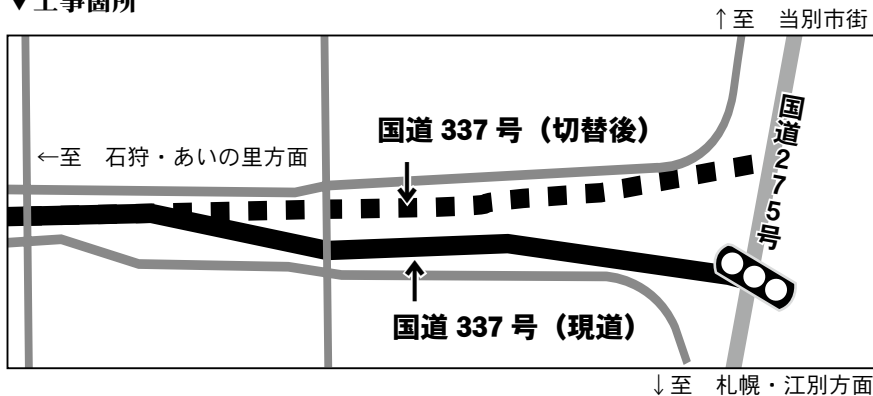 ▼工事箇所
↑至　当別市街
国道275号
国道 337 号（切替後）
←至　石狩・あいの里方面
国道 337 号（現道）
↓至　札幌・江別方面